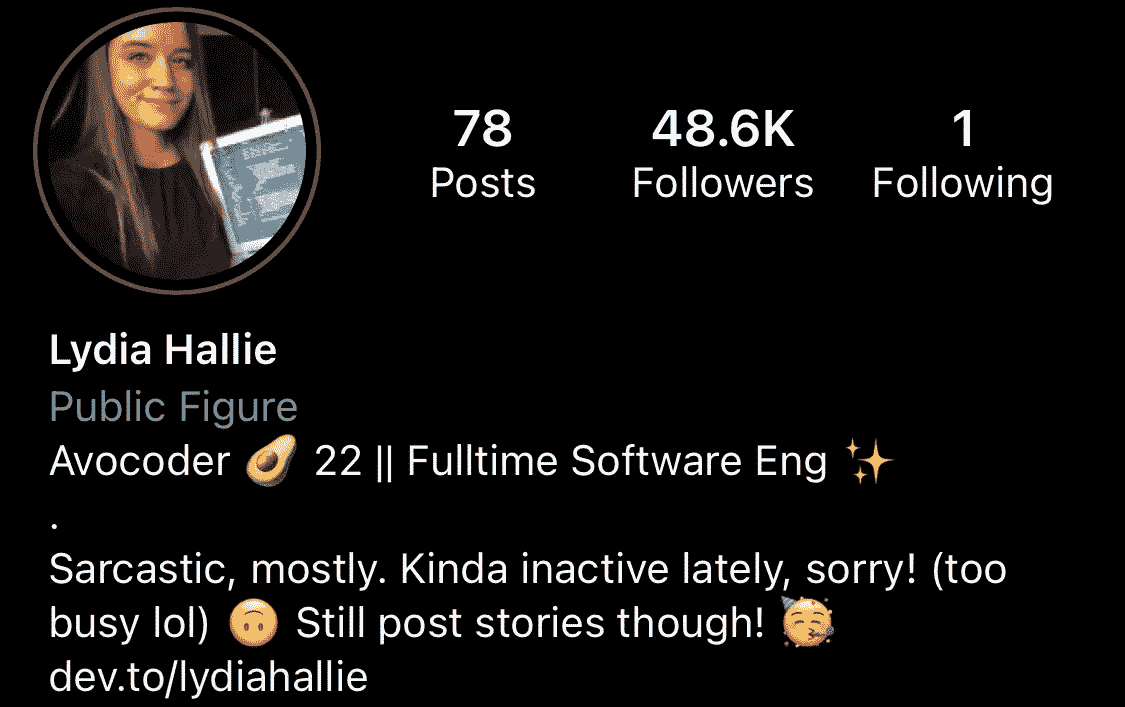 78 48.6K 1
Posts Followers Following
Lydia Hallie
Public Figure
Avocoder 🥑 22 || Fulltime Software Eng ✨
.
Sarcastic, mostly. Kinda inactive lately, sorry! (too
busy lol) 🙃 Still post stories though! 🥳
dev.to/lydiahallie